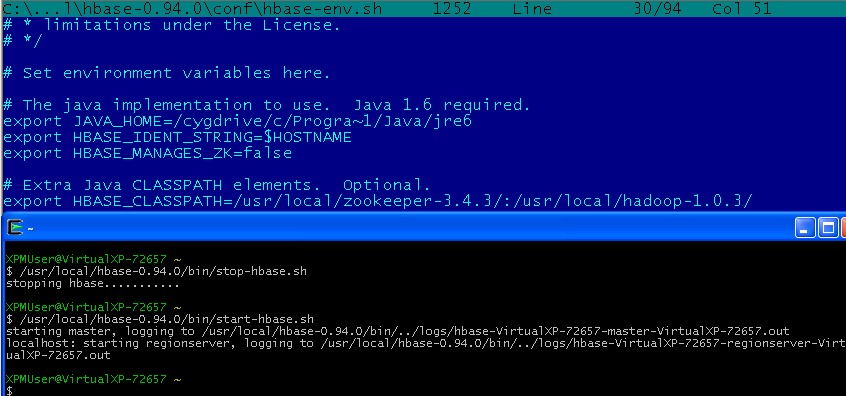 C:\...l\hbase-0.94.0\conf\hbase-env.sh 1252 Line 30/94 Col 51
# * limitations under the License.
# */
# Set environment variables here.
# The java implementation to use.  Java 1.6 required.
export JAVA_HOME=/cygdrive/c/Progra~1/Java/jre6
export HBASE_IDENT_STRING=$HOSTNAME
export HBASE_MANAGES_ZK=false
# Extra Java CLASSPATH elements.  Optional.
export HBASE_CLASSPATH=/usr/local/zookeeper-3.4.3/:/usr/local/hadoop-1.0.3/
~
XPMUser@VirtualXP-72657 ~
$ /usr/local/hbase-0.94.0/bin/stop-hbase.sh
stopping hbase...........
XPMUser@VirtualXP-72657 ~
$ /usr/local/hbase-0.94.0/bin/start-hbase.sh
starting master, logging to /usr/local/hbase-0.94.0/bin/../logs/hbase-VirtualXP-72657-master-VirtualXP-72657.out
localhost: starting regionserver, logging to /usr/local/hbase-0.94.0/bin/../logs/hbase-VirtualXP-72657-regionserver-Virt
ualXP-72657.out
XPMUser@VirtualXP-72657 ~
$